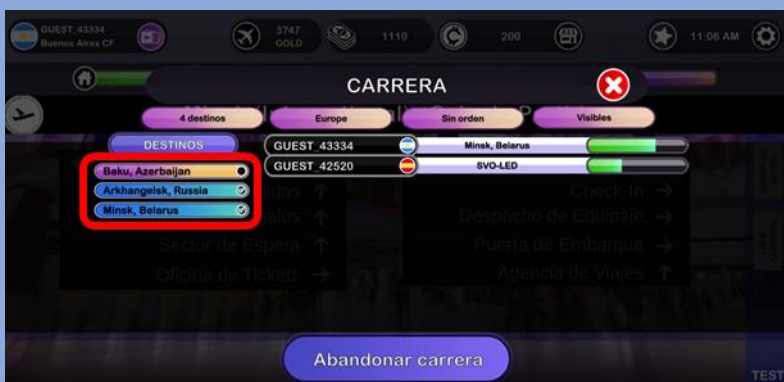 GUEST_43334
Buenos Aires CF
3747
GOLD
1110
200
11:06 AM
CARRERA
4 destinos
Europe
Sin orden
Visibles
DESTINOS
GUEST_43334
Minsk, Belarus
GUEST_42520
SVO-LED
Baku, Azerbaijan
Arkhangelsk, Russia
Minsk, Belarus
Check-In →
Despacho de Equipaje →
Sector de Espera ↑
Puerta de Embarque →
Oficina de Tickets →
Agencia de Viajes ↑
Abandonar carrera
TEST